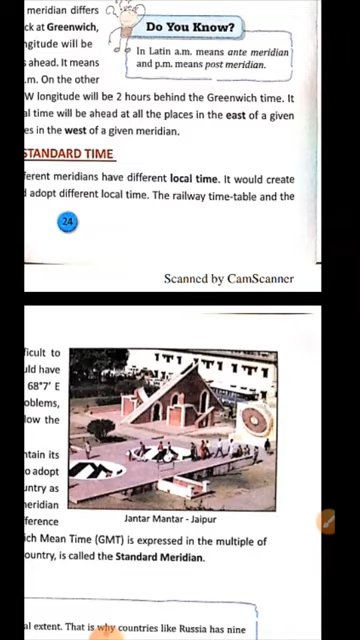 meridian differs
ck at Greenwich,
ngitude will be
ahead. It means
.m. On the other
W longitude will be 2 hours behind the Greenwich time. It
al time will be ahead at all the places in the east of a given
es in the west of a given meridian.
Do You Know?
In Latin a.m. means ante meridian
and p.m. means post meridian.
STANDARD TIME
ferent meridians have different local time. It would create
d adopt different local time. The railway time-table and the
24
Scanned by CamScanner
ficult to
uld have
68°7' E
oblems,
low the
ntain its
o adopt
untry as
meridian
ference
Jantar Mantar - Jaipur
ich Mean Time (GMT) is expressed in the multiple of
ountry, is called the Standard Meridian.
al extent. That is why countries like Russia has nine